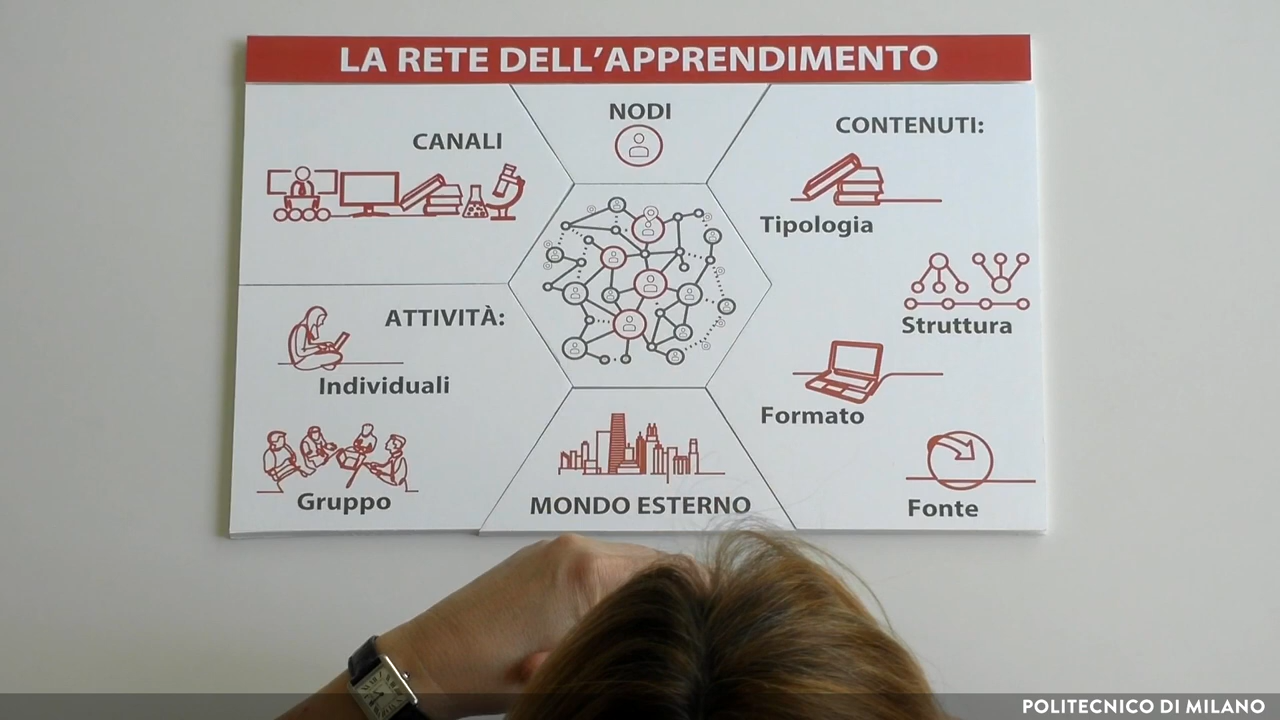 LA RETE DELL'APPRENDIMENTO
NODI
CANALI
CONTENUTI:
Tipologia
Struttura
Formato
Fonte
ATTIVITÀ:
Individuali
Gruppo
MONDO ESTERNO
POLITECNICO DI MILANO